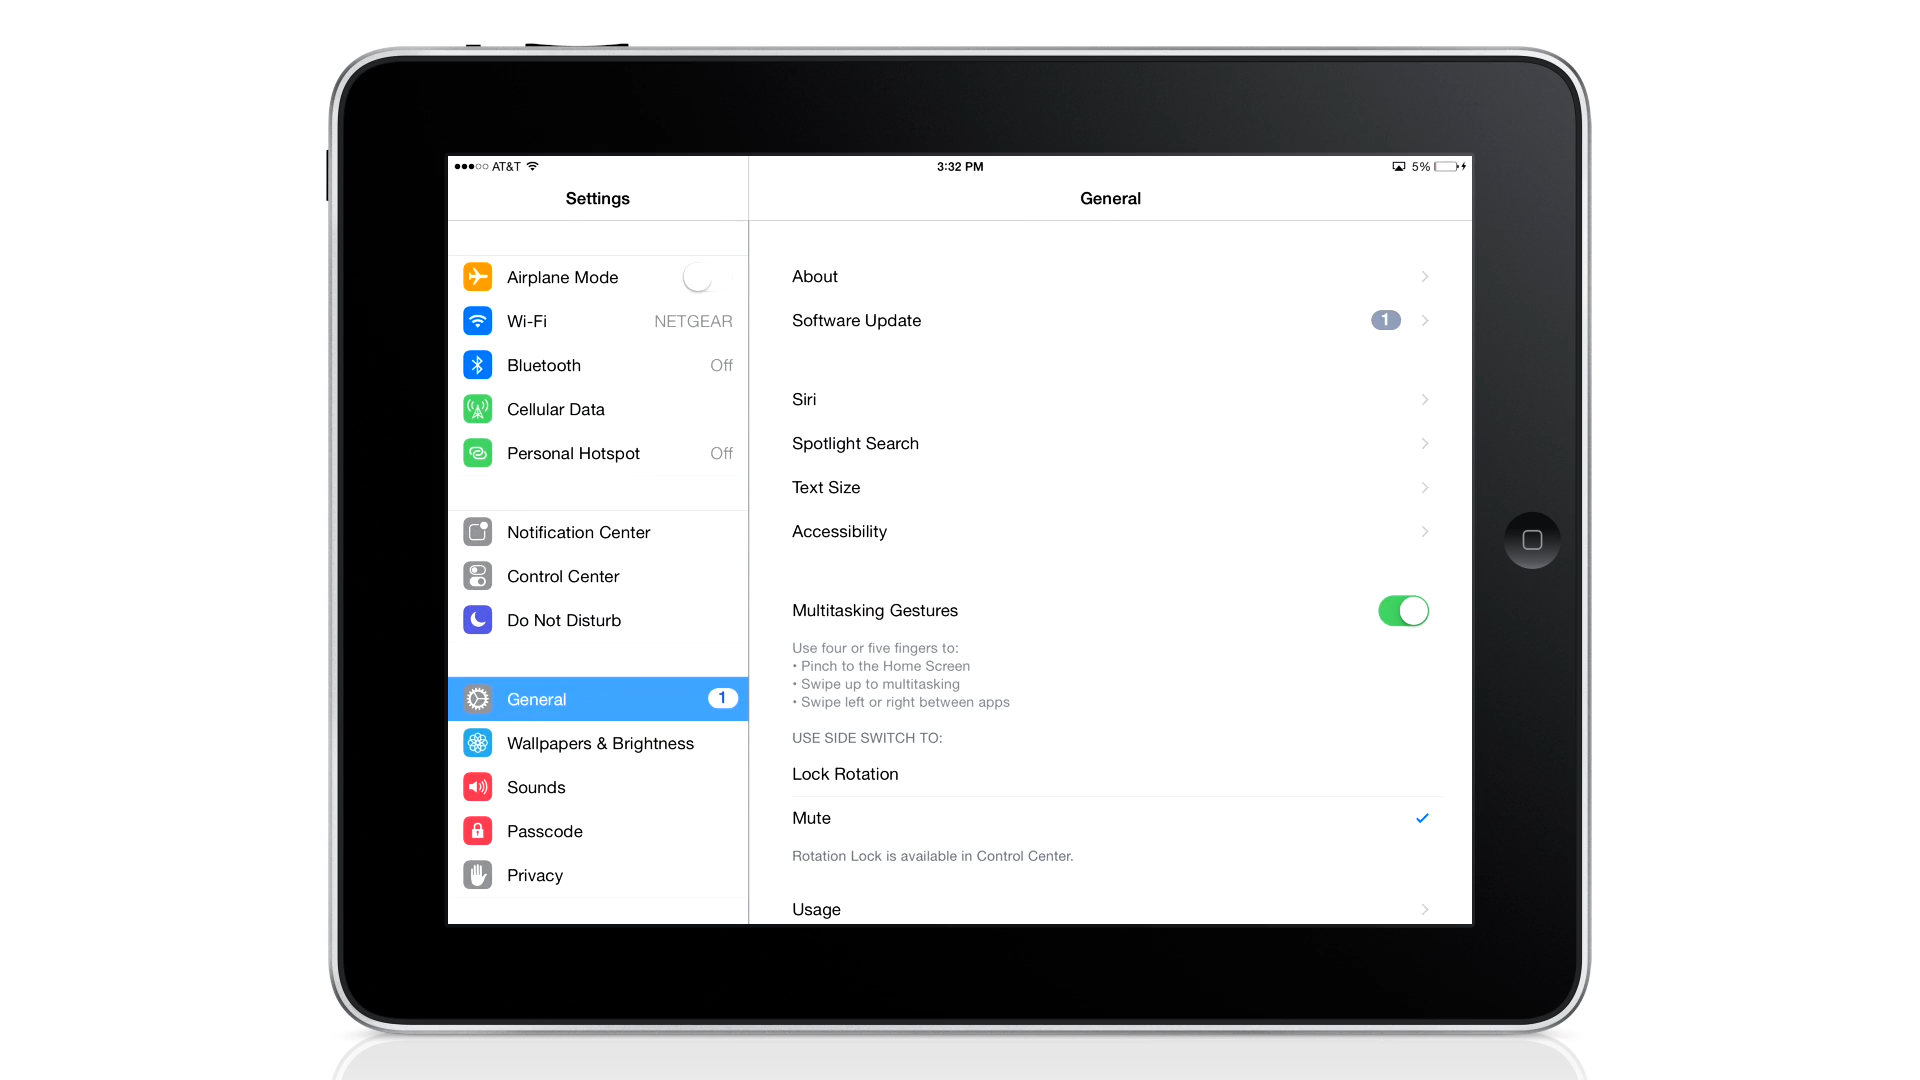 AT&T
3:32 PM
5%
Settings
General
Airplane Mode
Wi-Fi NETGEAR
Bluetooth Off
Cellular Data
Personal Hotspot Off
Notification Center
Control Center
Do Not Disturb
General 1
Wallpapers & Brightness
Sounds
Passcode
Privacy
About
Software Update 1
Siri
Spotlight Search
Text Size
Accessibility
Multitasking Gestures
Use four or five fingers to:
• Pinch to the Home Screen
• Swipe up to multitasking
• Swipe left or right between apps
USE SIDE SWITCH TO:
Lock Rotation
Mute
Rotation Lock is available in Control Center.
Usage